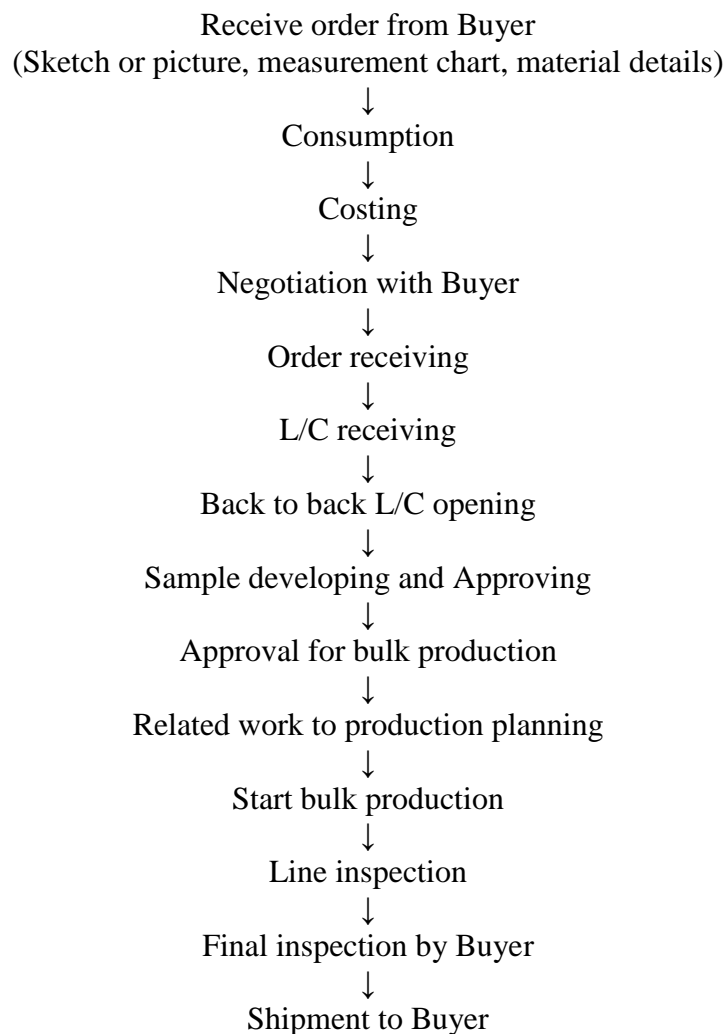 Receive order from Buyer
(Sketch or picture, measurement chart, material details)
↓
Consumption
↓
Costing
↓
Negotiation with Buyer
↓
Order receiving
↓
L/C receiving
↓
Back to back L/C opening
↓
Sample developing and Approving
↓
Approval for bulk production
↓
Related work to production planning
↓
Start bulk production
↓
Line inspection
↓
Final inspection by Buyer
↓
Shipment to Buyer